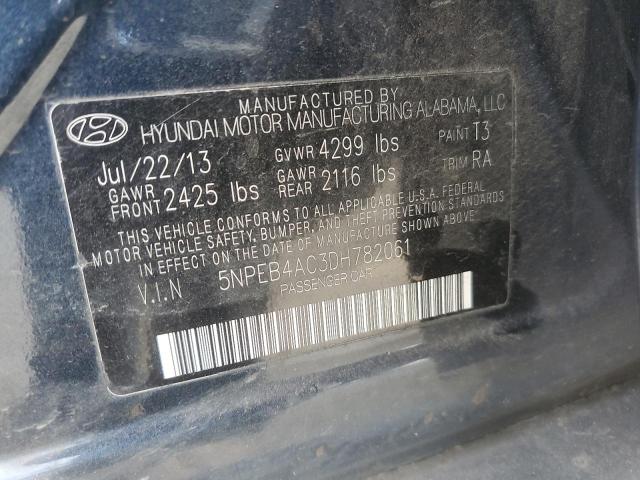 MANUFACTURED BY
HYUNDAI MOTOR MANUFACTURING ALABAMA, LLC
Jul/22/13 GVWR 4299 lbs PAINT T3
GAWR FRONT 2425 lbs GAWR REAR 2116 lbs TRIM RA
THIS VEHICLE CONFORMS TO ALL APPLICABLE U.S.A. FEDERAL
MOTOR VEHICLE SAFETY, BUMPER, AND THEFT PREVENTION
STANDARDS IN EFFECT ON THE DATE OF MANUFACTURE SHOWN ABOVE.
V.I.N 5NPEB4AC3DH782061
PASSENGER CAR